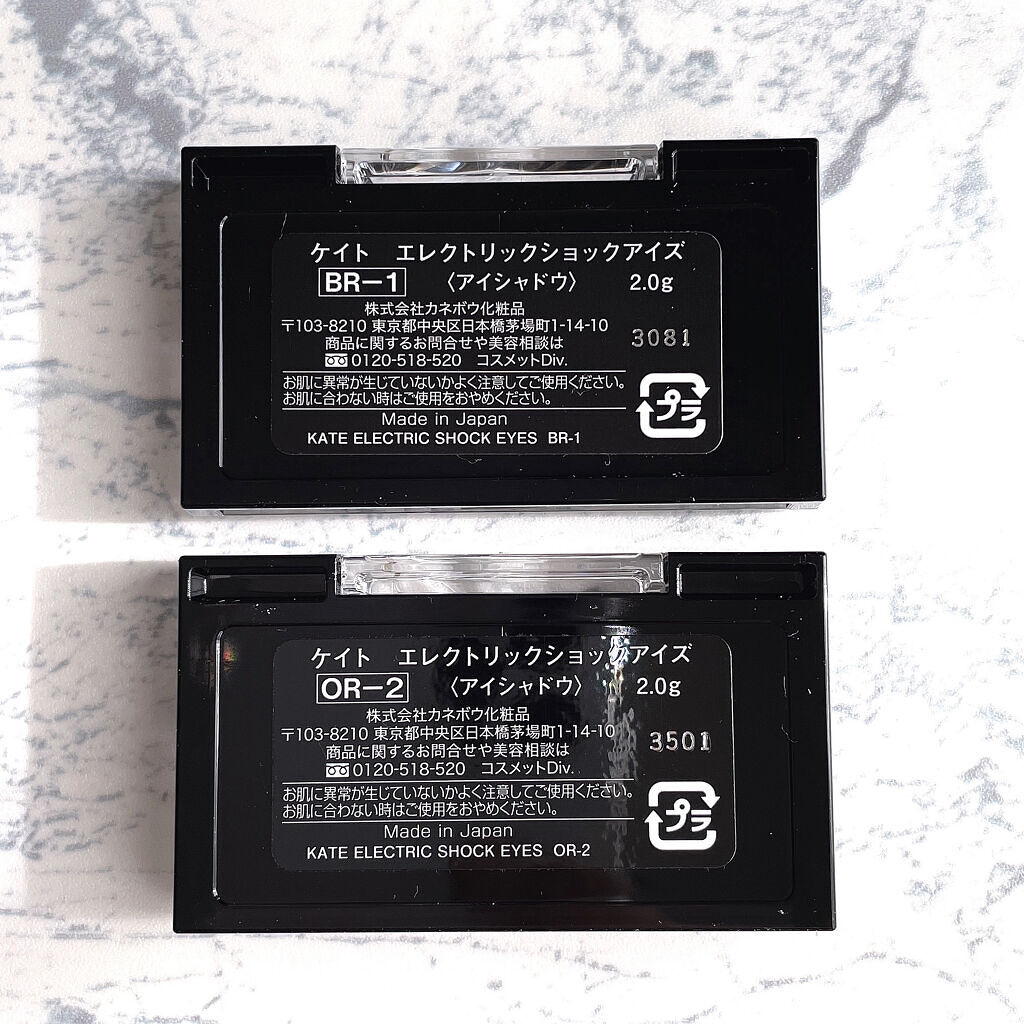 ケイト エレクトリックショックアイズ
BR-1 〈アイシャドウ〉 2.0g
株式会社カネボウ化粧品
〒103-8210 東京都中央区日本橋茅場町1-14-10
商品に関するお問合せや美容相談は
0120-518-520 コスメットDiv.
3081
お肌に異常が生じていないかよく注意してご使用ください。
お肌に合わない時はご使用をおやめください。
プラ
Made in Japan
KATE ELECTRIC SHOCK EYES BR-1
ケイト エレクトリックショックアイズ
OR-2 〈アイシャドウ〉 2.0g
株式会社カネボウ化粧品
〒103-8210 東京都中央区日本橋茅場町1-14-10
商品に関するお問合せや美容相談は
0120-518-520 コスメットDiv.
3501
お肌に異常が生じていないかよく注意してご使用ください。
お肌に合わない時はご使用をおやめください。
プラ
Made in Japan
KATE ELECTRIC SHOCK EYES OR-2